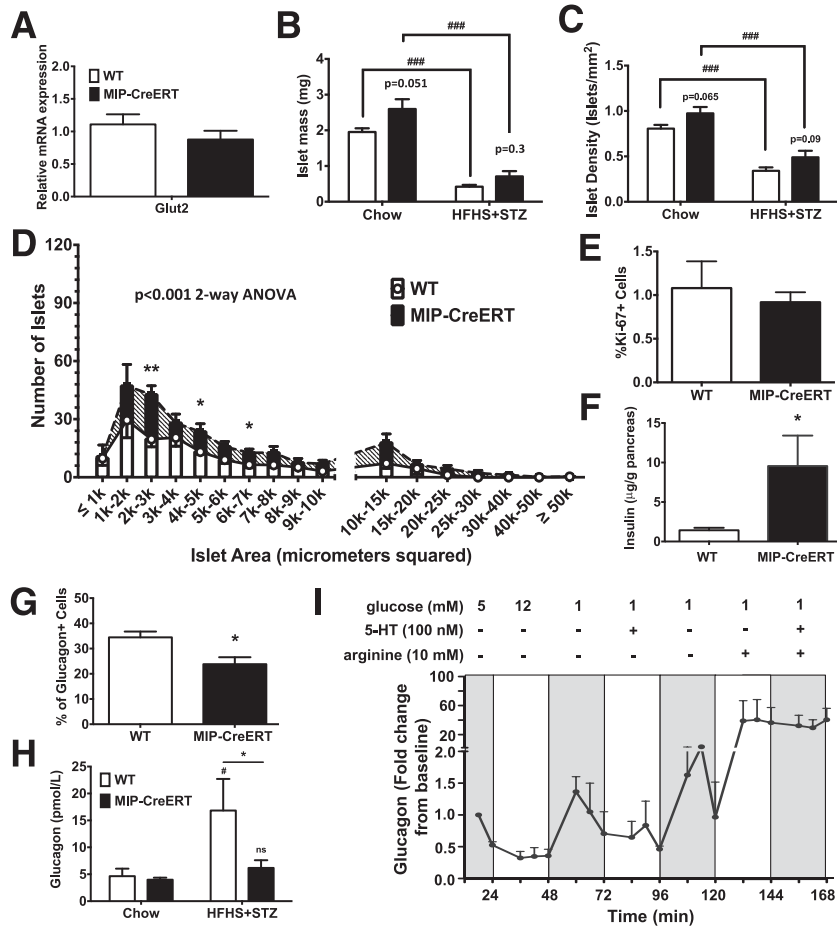 A
Relative mRNA expression
WT
MIP-CreERT
2.0
1.5
1.0
0.5
0.0
Glut2
B
Islet mass (mg)
4
3
2
1
0
###
###
p=0.051
p=0.3
Chow
HFHS+STZ
C
Islet Density (Islets/mm²)
1.5
1.0
0.5
0.0
###
###
p=0.065
p=0.09
Chow
HFHS+STZ
D
Number of Islets
120
90
60
30
0
p<0.001 2-way ANOVA
WT
MIP-CreERT
**
*
*
≤ 1k
1k-2k
2k-3k
3k-4k
4k-5k
5k-6k
6k-7k
7k-8k
8k-9k
9k-10k
10k-15k
15k-20k
20k-25k
25k-30k
30k-40k
40k-50k
≥ 50k
Islet Area (micrometers squared)
E
%Ki-67+ Cells
1.5
1.0
0.5
0.0
WT
MIP-CreERT
F
Insulin (μg/g pancreas)
15
10
5
0
*
WT
MIP-CreERT
G
% of Glucagon+ Cells
50
40
30
20
10
0
*
WT
MIP-CreERT
H
Glucagon (pmol/L)
25
20
15
10
5
0
WT
MIP-CreERT
*
#
ns
Chow
HFHS+STZ
I
glucose (mM) 5 12 1 1 1 1 1
5-HT (100 nM) - - - + - - +
arginine (10 mM) - - - - - + +
Glucagon (Fold change
from baseline)
100
60
20
2.0
1.5
1.0
0.5
0.0
24 48 72 96 120 144 168
Time (min)